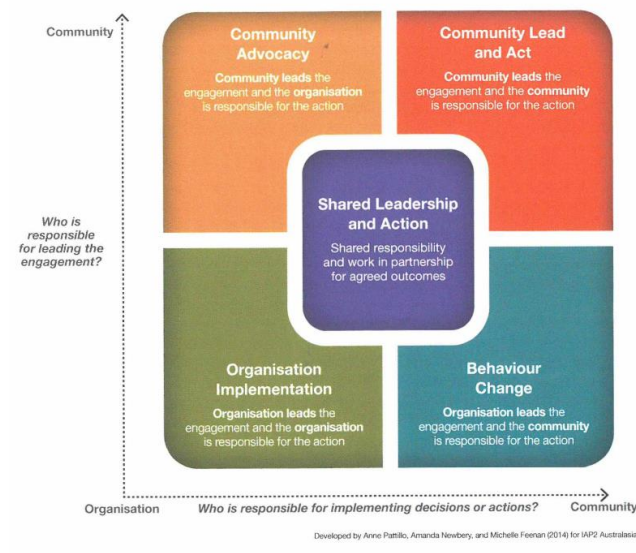 Community
Community
Advocacy
Community leads the
engagement and the organisation
is responsible for the action
Community Lead
and Act
Community leads the
engagement and the community
is responsible for the action
Who is
responsible
for leading the
engagement?
Shared Leadership
and Action
Shared responsibility
and work in partnership
for agreed outcomes
Organisation
Implementation
Organisation leads the
engagement and the organisation
is responsible for the action
Behaviour
Change
Organisation leads the
engagement and the community
is responsible for the action
Organisation
Who is responsible for implementing decisions or actions?
Community
Developed by Anne Pattillo, Amanda Newbery, and Michelle Feenan (2014) for IAP2 Australasia